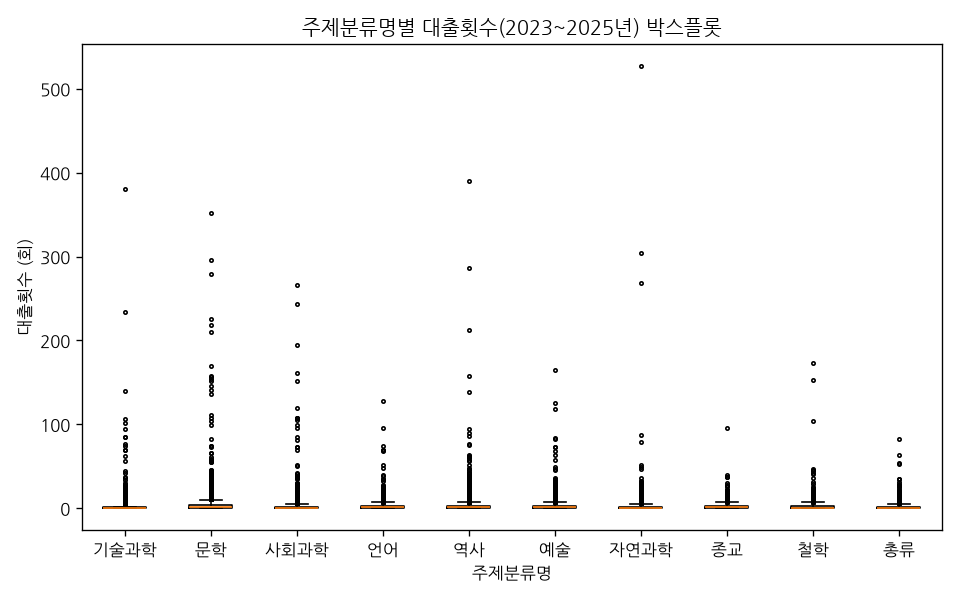 주제분류명별 대출횟수(2023~2025년) 박스플롯
대출횟수 (회)
500
400
300
200
100
0
기술과학 문학 사회과학 언어 역사 예술 자연과학 종교 철학 총류
주제분류명